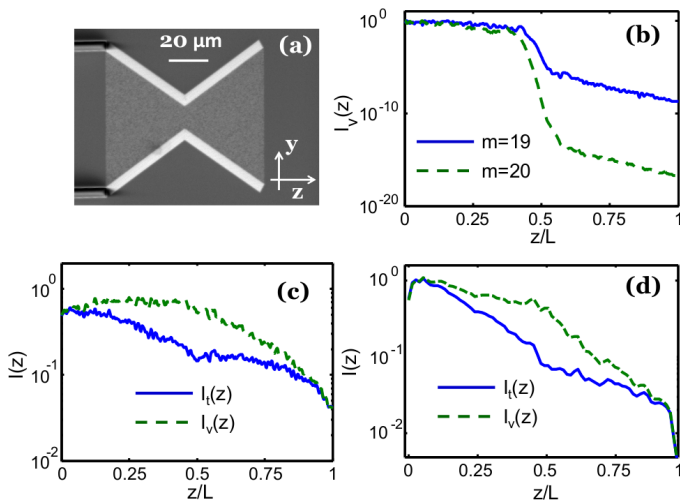 20 μm
(a)
y
z
I_v(z)
10^0
10^-10
10^-20
(b)
m=19
m=20
0
0.25
0.5
0.75
1
z/L
I(z)
10^0
10^-1
10^-2
(c)
I_t(z)
I_v(z)
0
0.25
0.5
0.75
1
z/L
I(z)
10^0
10^-1
10^-2
(d)
I_t(z)
I_v(z)
0
0.25
0.5
0.75
1
z/L